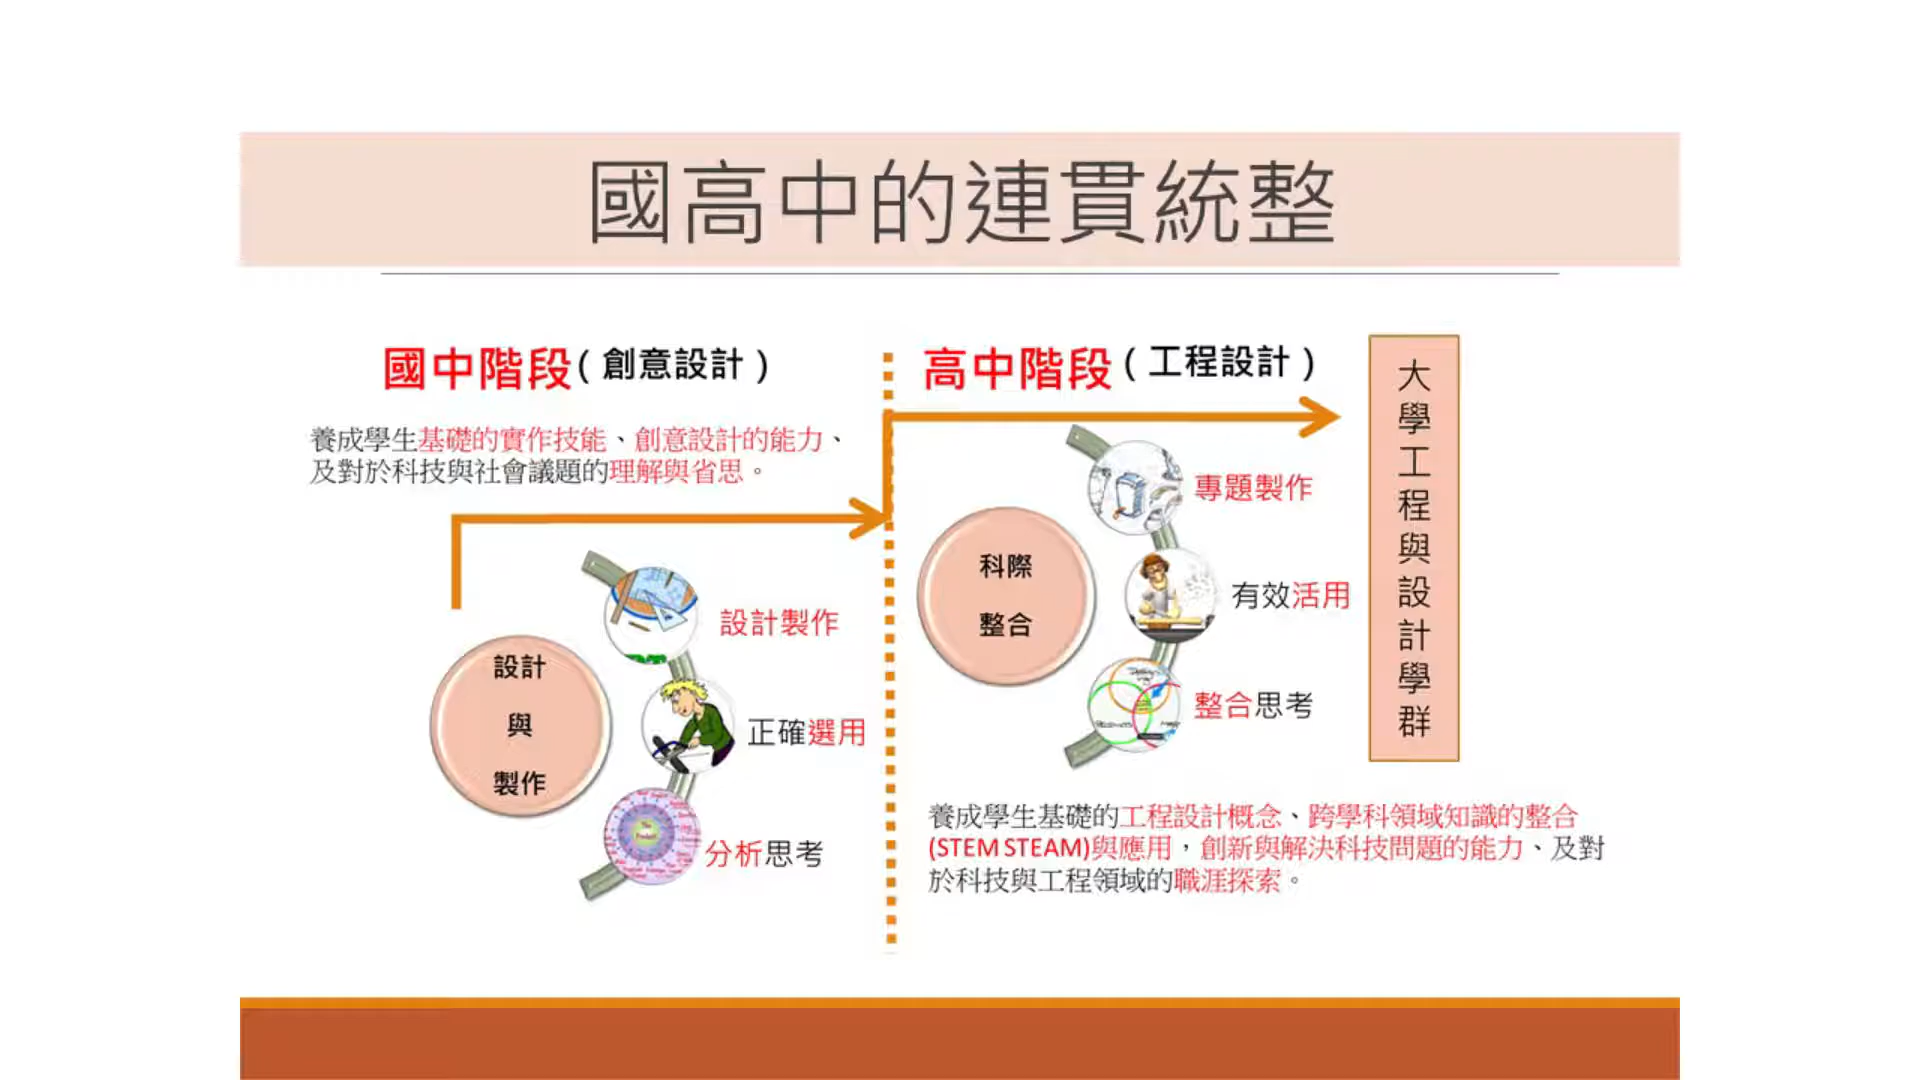 國高中的連貫統整
國中階段(創意設計)
養成學生基礎的實作技能、創意設計的能力、
及對於科技與社會議題的理解與省思。
設計
與
製作
設計製作
正確選用
分析思考
高中階段(工程設計)
科際
整合
專題製作
有效活用
整合思考
養成學生基礎的工程設計概念、跨學科領域知識的整合
(STEM STEAM)與應用,創新與解決科技問題的能力、及對
於科技與工程領域的職涯探索。
大學工程與設計學群